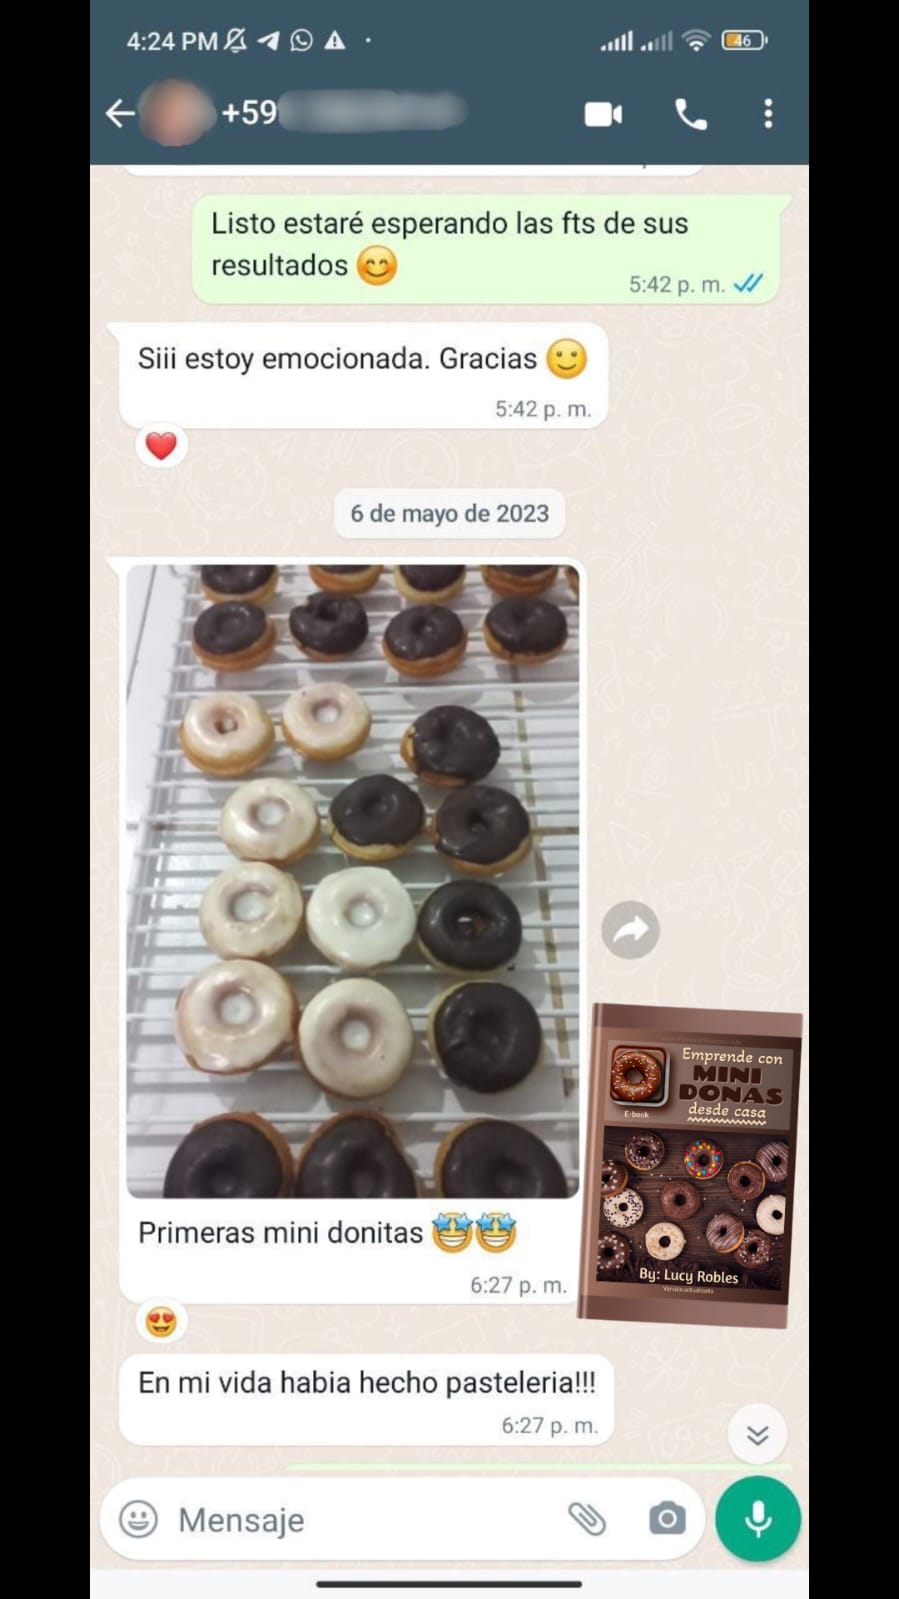 4:24 PM
46
+59
Listo estaré esperando las fts de sus
resultados 😊
5:42 p. m.
Siii estoy emocionada. Gracias 🙂
5:42 p. m.
6 de mayo de 2023
Primeras mini donitas 🤩🤩
6:27 p. m.
En mi vida habia hecho pasteleria!!!
6:27 p. m.
Mensaje
Emprende con
MINI
DONAS
desde casa
E-book
By: Lucy Robles
Versión actualizada